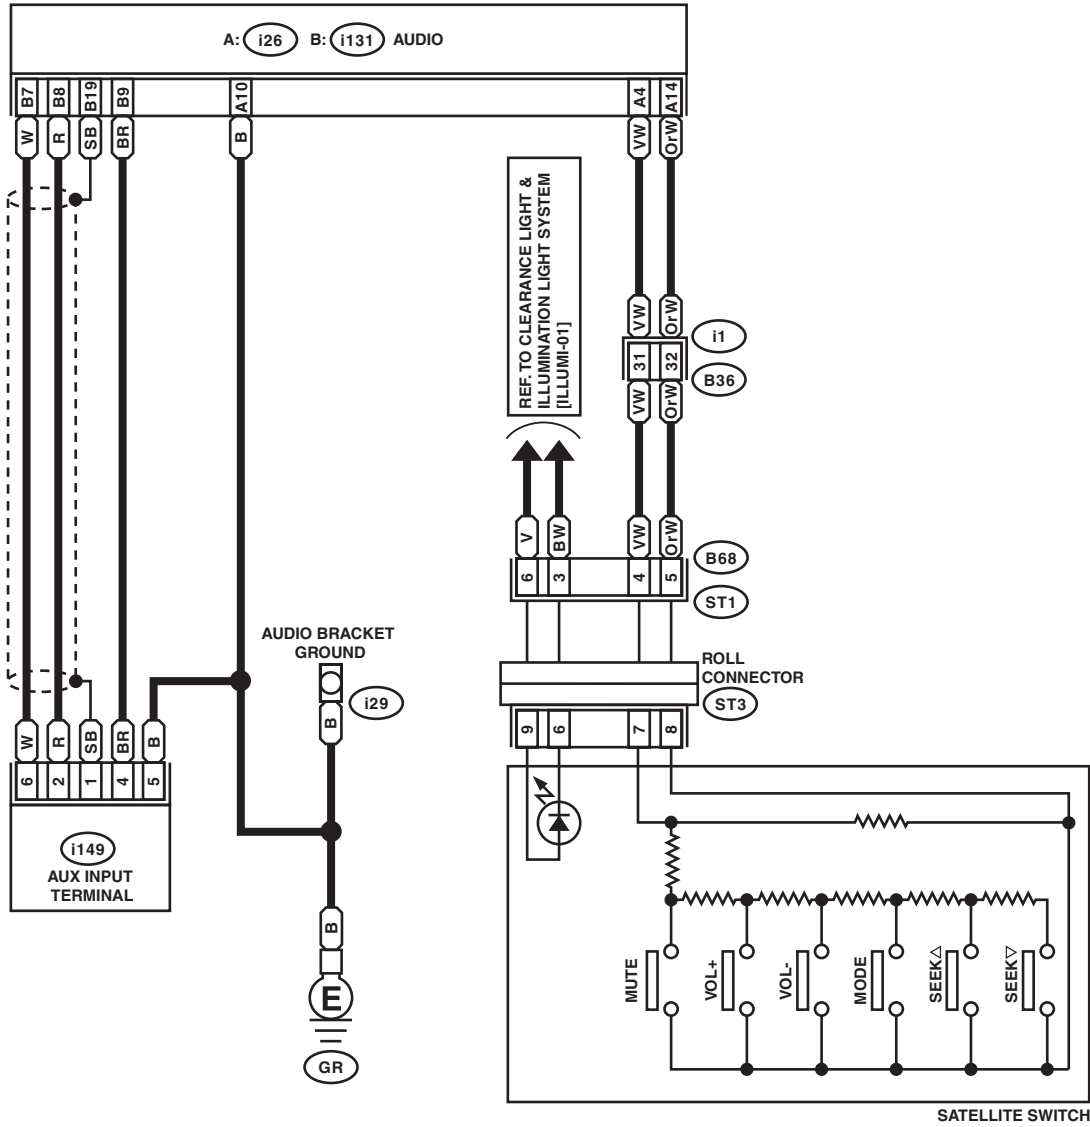 A: i26 B: i131 AUDIO
B7 B8 B19 B9 A10 A4 A14
W R SB BR B VW OrW
REF. TO CLEARANCE LIGHT &
ILLUMINATION LIGHT SYSTEM
[ILLUMI-01]
VW OrW
i1
31 32
B36
VW OrW
V BW VW OrW
B68
6 3 4 5
ST1
AUDIO BRACKET
GROUND
ROLL
CONNECTOR
i29
ST3
B
W R SB BR B
9 6 7 8
6 2 1 4 5
i149
AUX INPUT
TERMINAL
B
E
GR
MUTE
VOL+
VOL-
MODE
SEEK△
SEEK▽
SATELLITE SWITCH